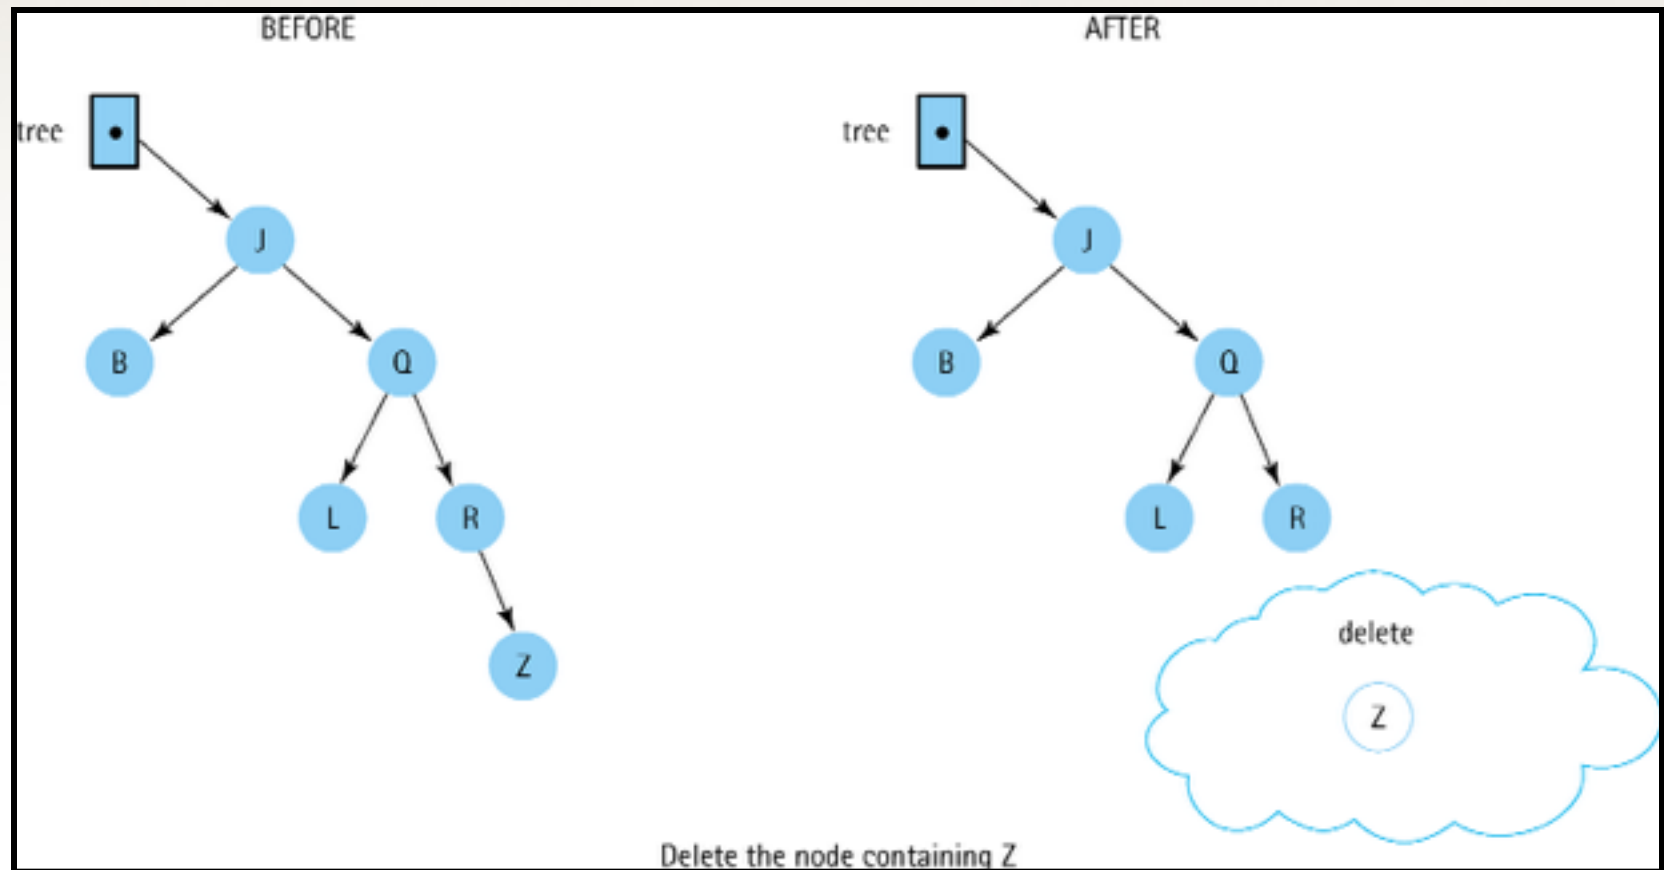 BEFORE
tree
J
B
Q
L
R
Z
AFTER
tree
J
B
Q
L
R
delete
Z
Delete the node containing Z